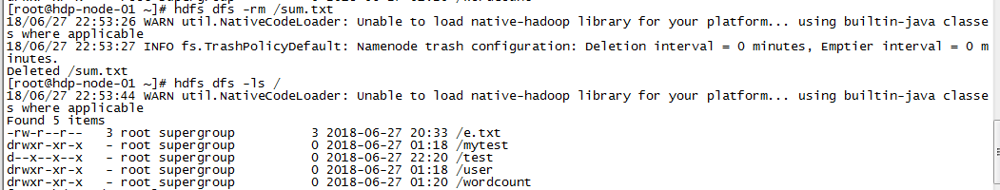 [root@hdp-node-01 ~]# hdfs dfs -rm /sum.txt
18/06/27 22:53:26 WARN util.NativeCodeLoader: Unable to load native-hadoop library for your platform... using builtin-java classe
s where applicable
18/06/27 22:53:27 INFO fs.TrashPolicyDefault: Namenode trash configuration: Deletion interval = 0 minutes, Emptier interval = 0 m
inutes.
Deleted /sum.txt
[root@hdp-node-01 ~]# hdfs dfs -ls /
18/06/27 22:53:44 WARN util.NativeCodeLoader: Unable to load native-hadoop library for your platform... using builtin-java classe
s where applicable
Found 5 items
-rw-r--r--   3 root supergroup          3 2018-06-27 20:33 /e.txt
drwxr-xr-x   - root supergroup          0 2018-06-27 01:18 /mytest
d--x--x--x   - root supergroup          0 2018-06-27 22:20 /test
drwxr-xr-x   - root supergroup          0 2018-06-27 01:18 /user
drwxr-xr-x   - root supergroup          0 2018-06-27 01:20 /wordcount